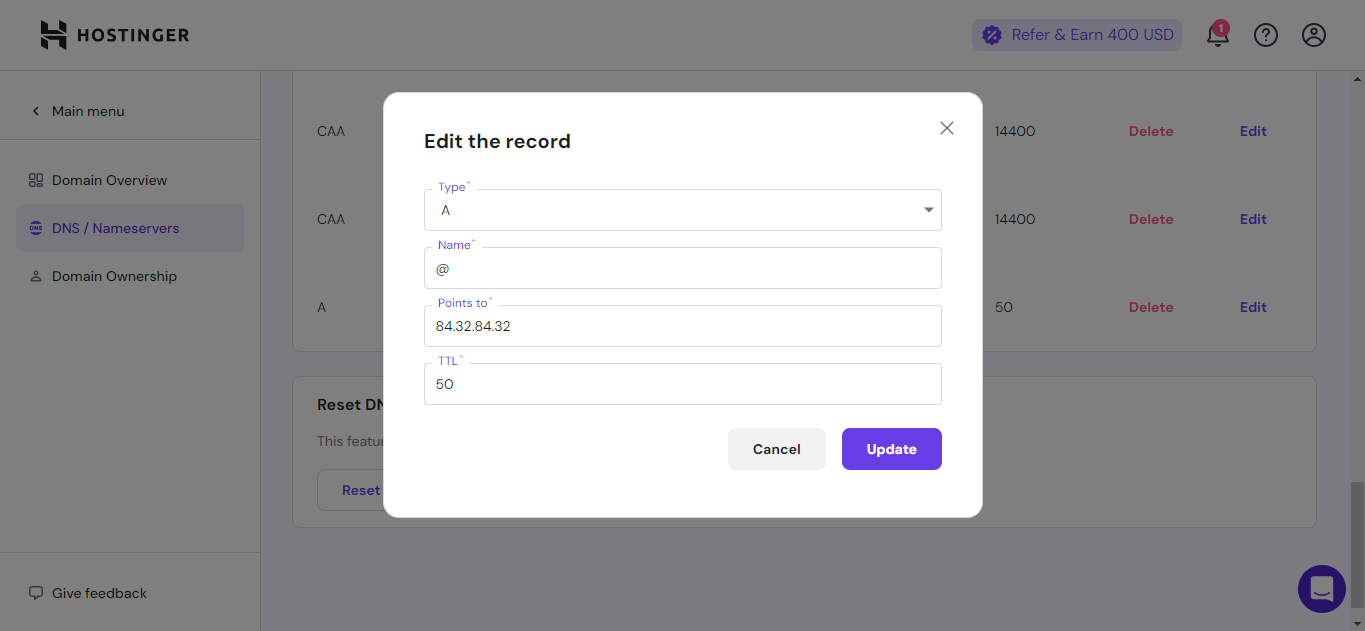 HOSTINGER
Refer & Earn 400 USD
1
Main menu
Domain Overview
DNS
DNS / Nameservers
Domain Ownership
Give feedback
CAA
14400
Delete
Edit
CAA
14400
Delete
Edit
A
50
Delete
Edit
Reset DN
This featu
Reset
Edit the record
Type*
A
Name*
@
Points to*
84.32.84.32
TTL*
50
Cancel
Update